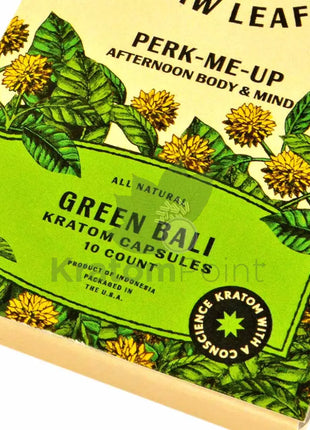 W LEAF
PERK-ME-UP
AFTERNOON BODY & MIND
ALL NATURAL
GREEN BALI
KRATOM CAPSULES
10 COUNT
PRODUCT OF INDONESIA
PACKAGED IN
THE U.S.A.
KRATOM WITH A CONSCIENCE
KratomPoint